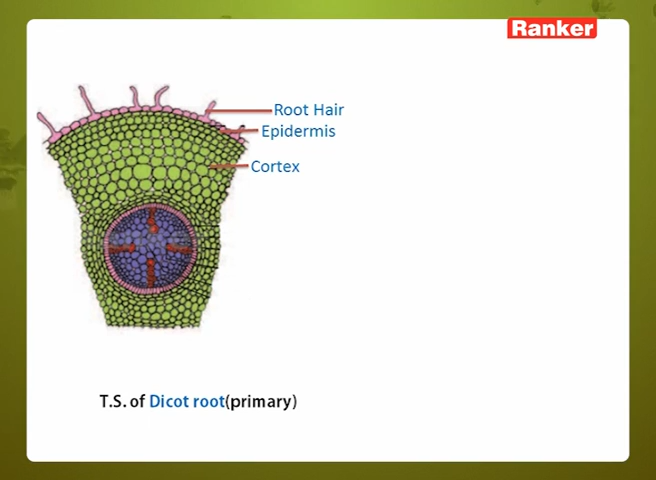 Ranker
Root Hair
Epidermis
Cortex
T.S. of Dicot root(primary)